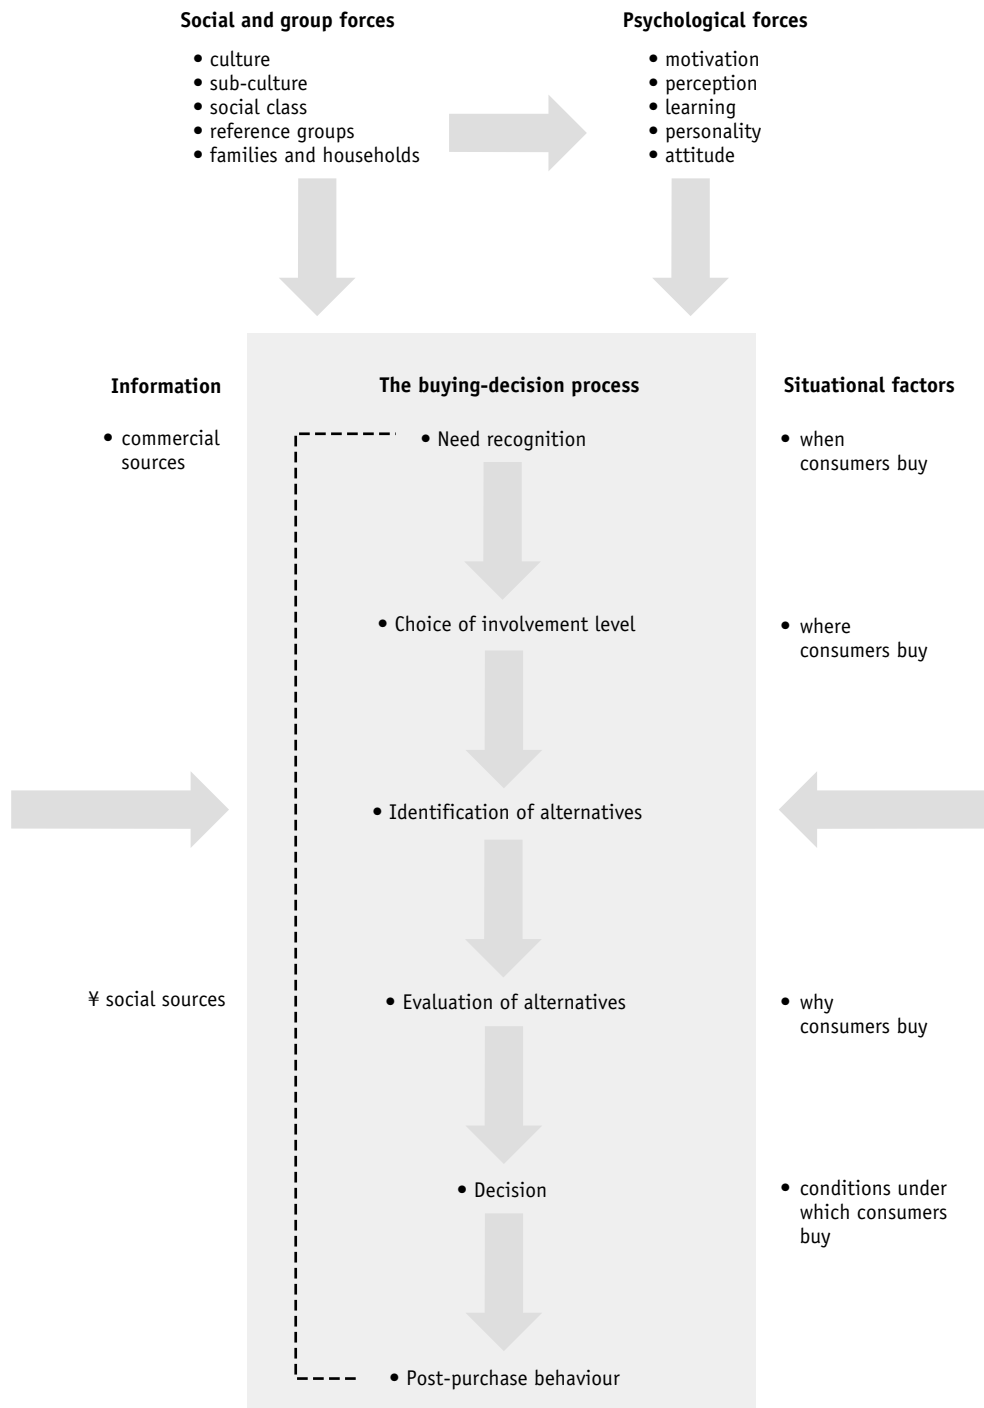 Social and group forces
• culture
• sub-culture
• social class
• reference groups
• families and households
Psychological forces
• motivation
• perception
• learning
• personality
• attitude
Information
• commercial
sources
¥ social sources
The buying-decision process
• Need recognition
• Choice of involvement level
• Identification of alternatives
• Evaluation of alternatives
• Decision
• Post-purchase behaviour
Situational factors
• when
consumers buy
• where
consumers buy
• why
consumers buy
• conditions under
which consumers
buy